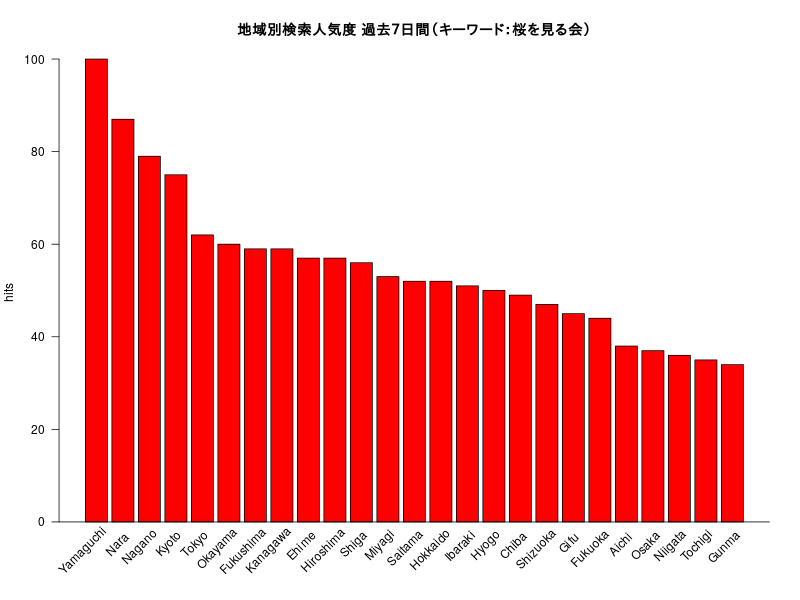 地域別検索人気度 過去7日間（キーワード：桜を見る会）
hits
100
80
60
40
20
0
Yamaguchi
Nara
Nagano
Kyoto
Tokyo
Okayama
Fukushima
Kanagawa
Ehime
Hiroshima
Shiga
Miyagi
Saitama
Hokkaido
Ibaraki
Hyogo
Chiba
Shizuoka
Gifu
Fukuoka
Aichi
Osaka
Niigata
Tochigi
Gunma